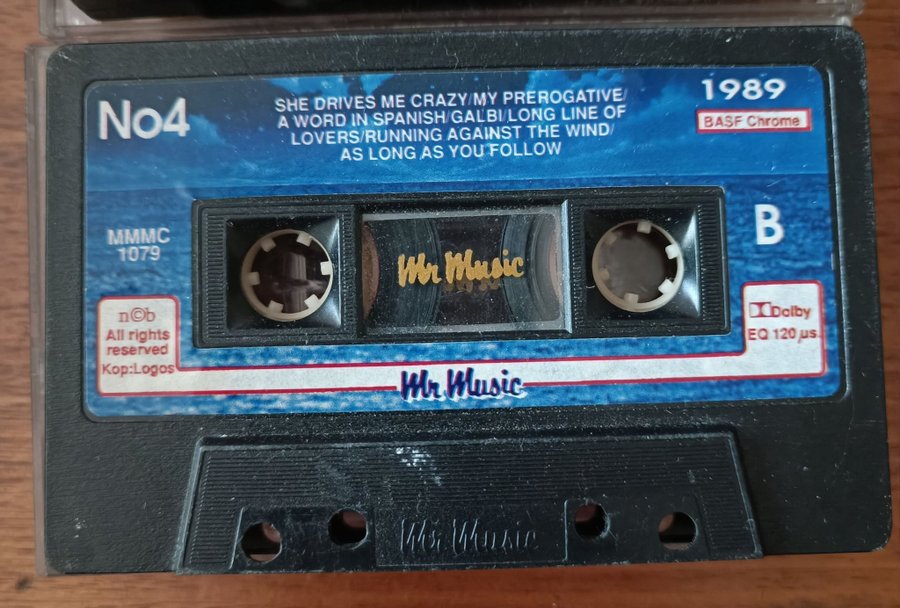 No4
SHE DRIVES ME CRAZY/MY PREROGATIVE/
A WORD IN SPANISH/GALBI/LONG LINE OF
LOVERS/RUNNING AGAINST THE WIND/
AS LONG AS YOU FOLLOW
1989
BASF Chrome
MMMC
1079
Mr Music
B
n©b
All rights
reserved
Kop:Logos
Dolby
EQ 120 µs.
Mr Music
Mr Music